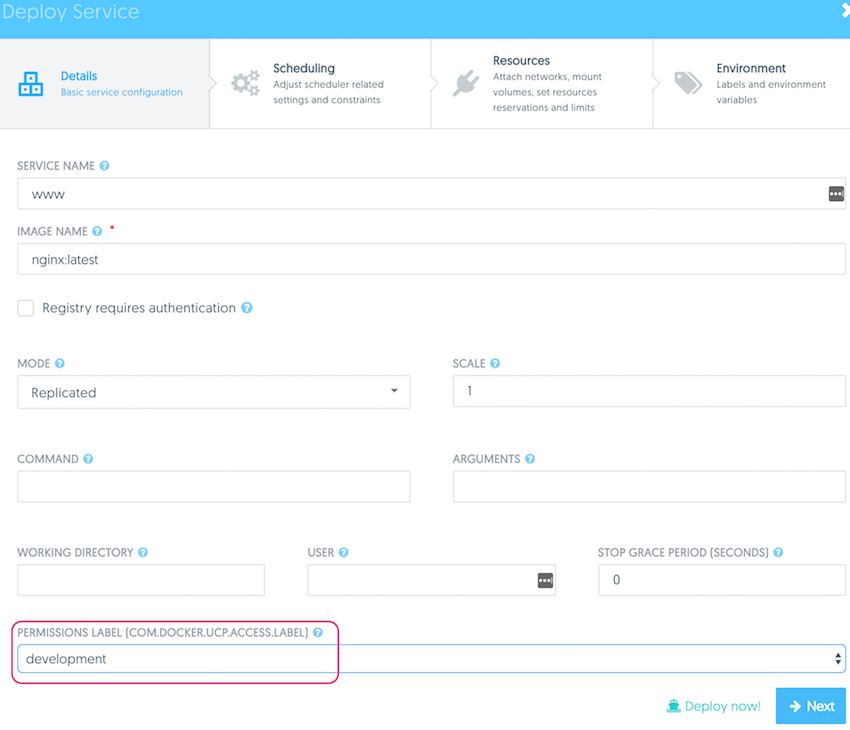 Deploy Service
Details
Basic service configuration
Scheduling
Adjust scheduler related
settings and constraints
Resources
Attach networks, mount
volumes, set resources
reservations and limits
Environment
Labels and environment
variables
SERVICE NAME ?
www
IMAGE NAME ? *
nginx:latest
Registry requires authentication ?
MODE ?
SCALE ?
Replicated
1
COMMAND ?
ARGUMENTS ?
WORKING DIRECTORY ?
USER ?
STOP GRACE PERIOD (SECONDS) ?
0
PERMISSIONS LABEL (COM.DOCKER.UCP.ACCESS.LABEL) ?
development
Deploy now!
Next